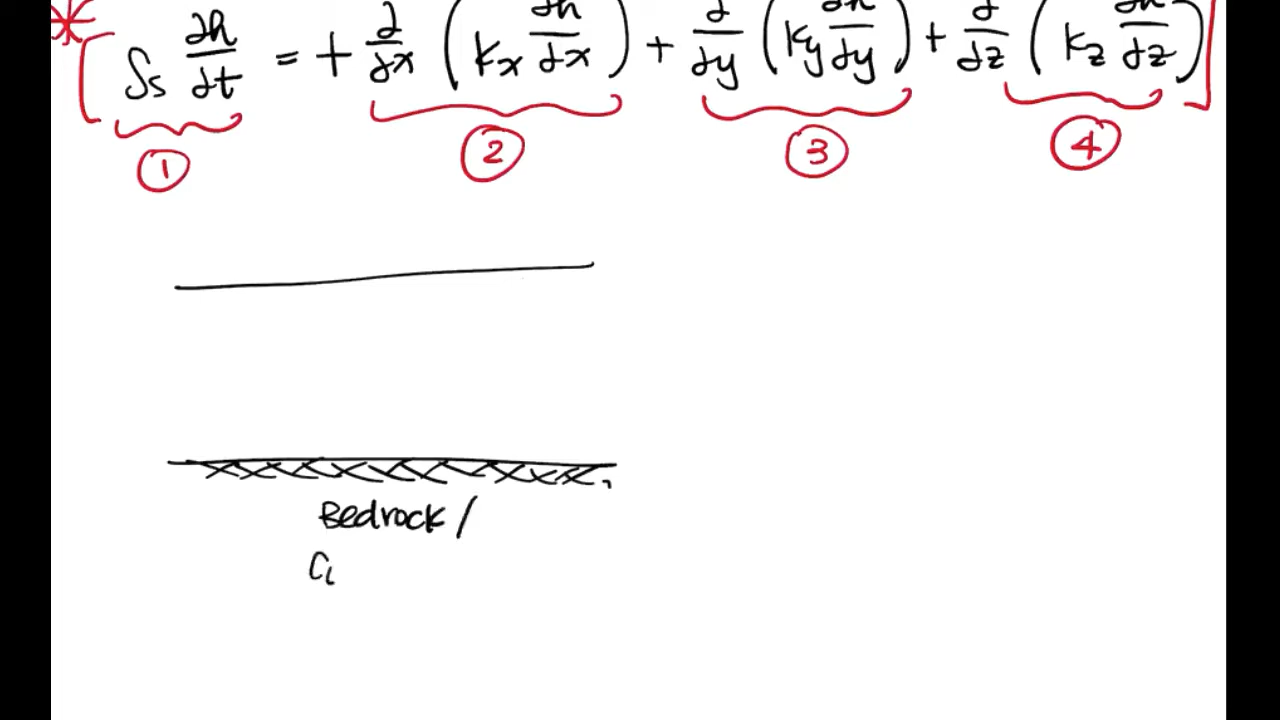 * [ Ss ∂h/∂t = + ∂/∂x ( Kx ∂h/∂x ) + ∂/∂y ( Ky ∂h/∂y ) + ∂/∂z ( Kz ∂h/∂z ) ]
① ② ③ ④
Bedrock /